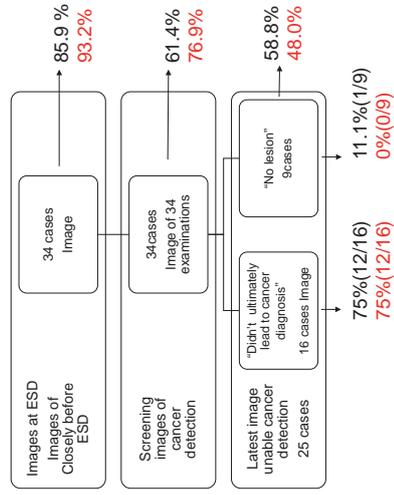 Images at ESD
Images of
Closely before
ESD
34 cases
Image
85.9 %
93.2%
Screening
images of
cancer
detection
34cases
Image of 34
examinations
61.4%
76.9%
Latest image
unable cancer
detection
25 cases
"Didn't ultimately
lead to cancer
diagnosis"
16 cases Image
"No lesion"
9cases
58.8%
48.0%
75%(12/16)
75%(12/16)
11.1%(1/9)
0%(0/9)